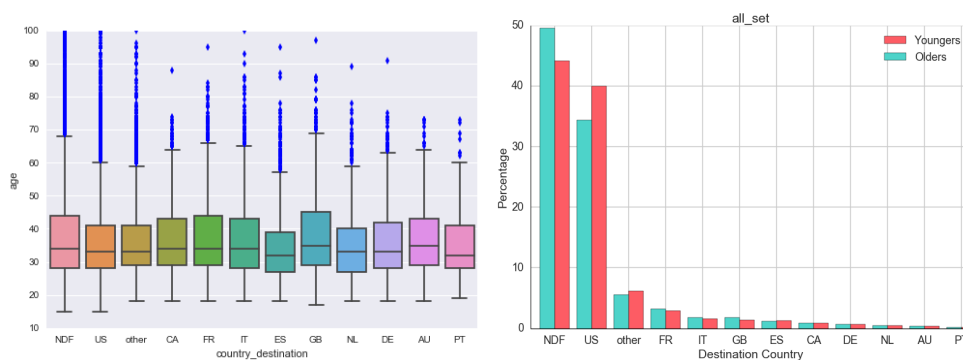 100
90
80
70
60
50
40
30
20
10
age
NDF US other CA FR IT ES GB NL DE AU PT
country_destination
all_set
50
40
30
20
10
0
Percentage
Youngers
Olders
NDF US other FR IT GB ES CA DE NL AU
Destination Country